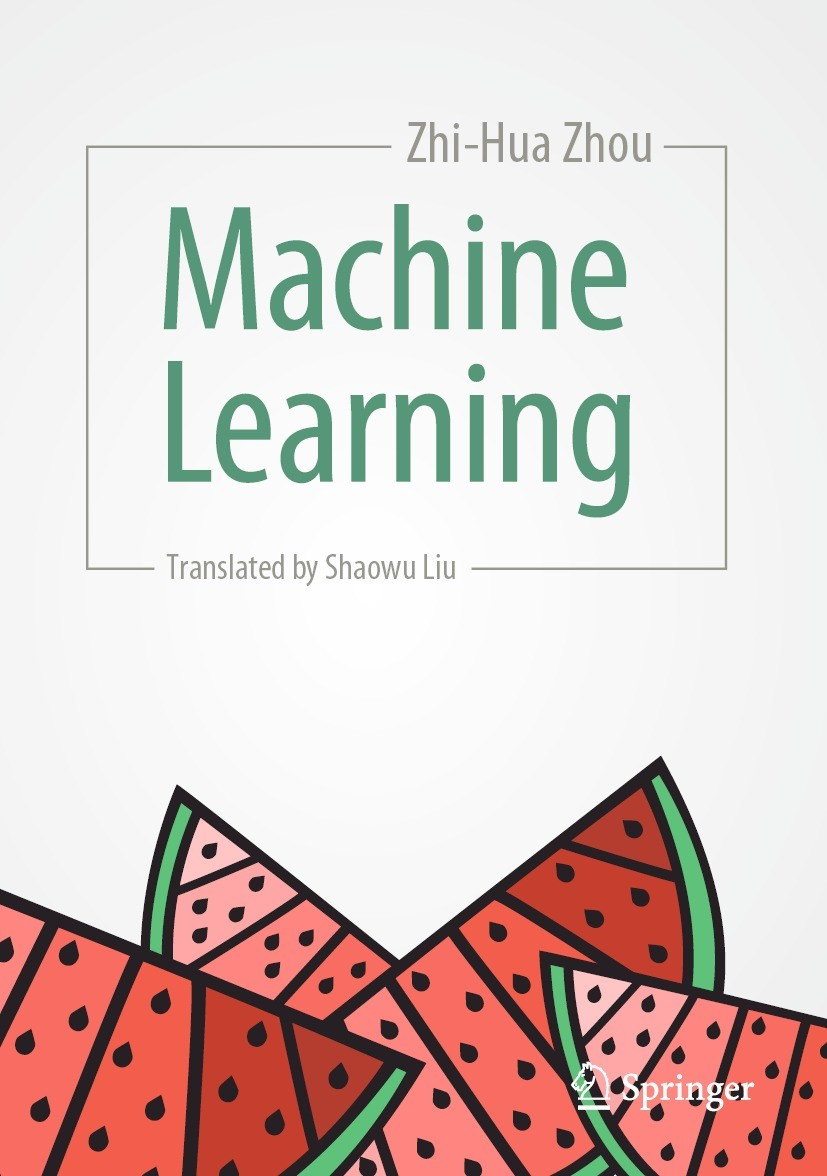 Zhi-Hua Zhou
Machine
Learning
Translated by Shaowu Liu
Springer